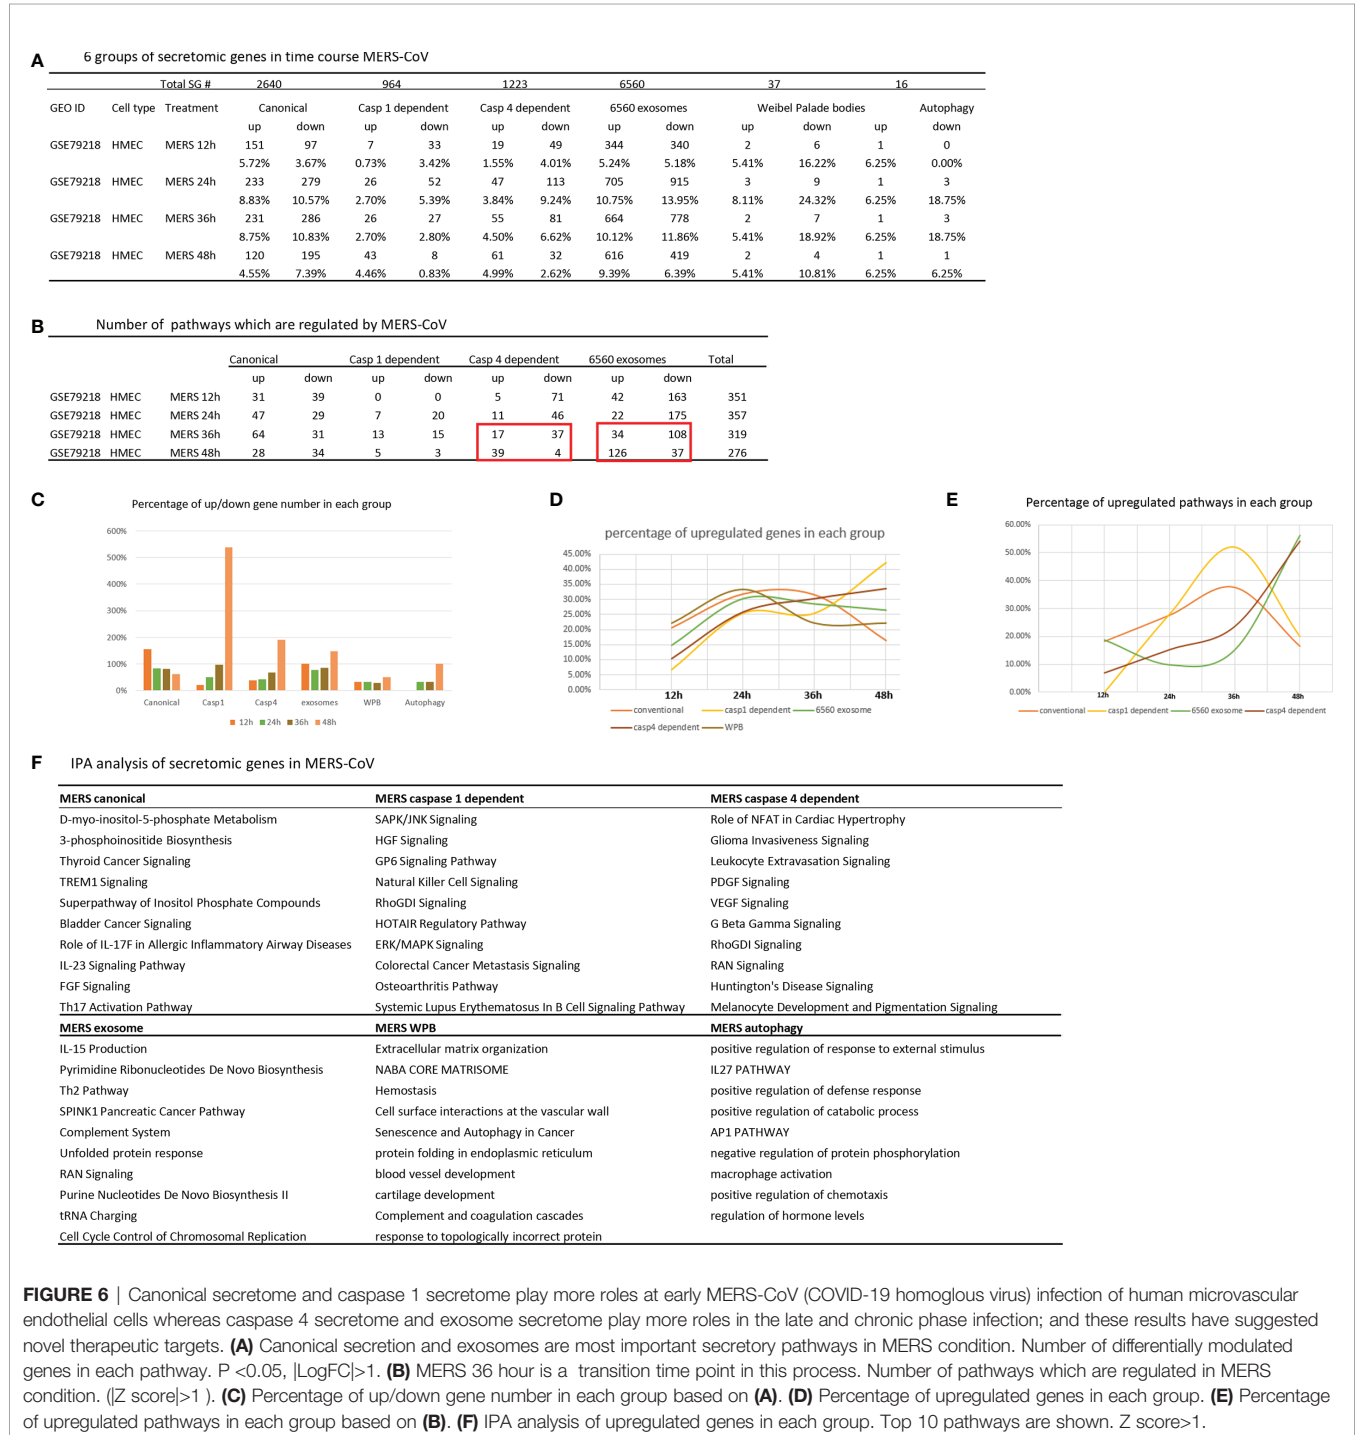 A 6 groups of secretomic genes in time course MERS-CoV
Total SG # 2640 964 1223 6560 37 16
GEO ID Cell type Treatment Canonical Casp 1 dependent Casp 4 dependent 6560 exosomes Weibel Palade bodies Autophagy
up down up down up down up down up down up down
GSE79218 HMEC MERS 12h 151 97 7 33 19 49 344 340 2 6 1 0
5.72% 3.67% 0.73% 3.42% 1.55% 4.01% 5.24% 5.18% 5.41% 16.22% 6.25% 0.00%
GSE79218 HMEC MERS 24h 233 279 26 52 47 113 705 915 3 9 1 3
8.83% 10.57% 2.70% 5.39% 3.84% 9.24% 10.75% 13.95% 8.11% 24.32% 6.25% 18.75%
GSE79218 HMEC MERS 36h 231 286 26 27 55 81 664 778 2 7 1 3
8.75% 10.83% 2.70% 2.80% 4.50% 6.62% 10.12% 11.86% 5.41% 18.92% 6.25% 18.75%
GSE79218 HMEC MERS 48h 120 195 43 8 61 32 616 419 2 4 1 1
4.55% 7.39% 4.46% 0.83% 4.99% 2.62% 9.39% 6.39% 5.41% 10.81% 6.25% 6.25%
B Number of pathways which are regulated by MERS-CoV
Canonical Casp 1 dependent Casp 4 dependent 6560 exosomes Total
up down up down up down up down
GSE79218 HMEC MERS 12h 31 39 0 0 5 71 42 163 351
GSE79218 HMEC MERS 24h 47 29 7 20 11 46 22 175 357
GSE79218 HMEC MERS 36h 64 31 13 15 17 37 34 108 319
GSE79218 HMEC MERS 48h 28 34 5 3 39 4 126 37 276
C Percentage of up/down gene number in each group
600%
500%
400%
300%
200%
100%
0%
Canonical Casp1 Casp4 exosomes WPB Autophagy
12h 24h 36h 48h
D percentage of upregulated genes in each group
45.00%
40.00%
35.00%
30.00%
25.00%
20.00%
15.00%
10.00%
5.00%
0.00%
12h 24h 36h 48h
conventional casp1 dependent 6560 exosome
casp4 dependent WPB
E Percentage of upregulated pathways in each group
60.00%
50.00%
40.00%
30.00%
20.00%
10.00%
0.00%
12h 24h 36h 48h
conventional casp1 dependent 6560 exosome casp4 dependent
F IPA analysis of secretomic genes in MERS-CoV
MERS canonical MERS caspase 1 dependent MERS caspase 4 dependent
D-myo-inositol-5-phosphate Metabolism SAPK/JNK Signaling Role of NFAT in Cardiac Hypertrophy
3-phosphoinositide Biosynthesis HGF Signaling Glioma Invasiveness Signaling
Thyroid Cancer Signaling GP6 Signaling Pathway Leukocyte Extravasation Signaling
TREM1 Signaling Natural Killer Cell Signaling PDGF Signaling
Superpathway of Inositol Phosphate Compounds RhoGDI Signaling VEGF Signaling
Bladder Cancer Signaling HOTAIR Regulatory Pathway G Beta Gamma Signaling
Role of IL-17F in Allergic Inflammatory Airway Diseases ERK/MAPK Signaling RhoGDI Signaling
IL-23 Signaling Pathway Colorectal Cancer Metastasis Signaling RAN Signaling
FGF Signaling Osteoarthritis Pathway Huntington's Disease Signaling
Th17 Activation Pathway Systemic Lupus Erythematosus In B Cell Signaling Pathway Melanocyte Development and Pigmentation Signaling
MERS exosome MERS WPB MERS autophagy
IL-15 Production Extracellular matrix organization positive regulation of response to external stimulus
Pyrimidine Ribonucleotides De Novo Biosynthesis NABA CORE MATRISOME IL27 PATHWAY
Th2 Pathway Hemostasis positive regulation of defense response
SPINK1 Pancreatic Cancer Pathway Cell surface interactions at the vascular wall positive regulation of catabolic process
Complement System Senescence and Autophagy in Cancer AP1 PATHWAY
Unfolded protein response protein folding in endoplasmic reticulum negative regulation of protein phosphorylation
RAN Signaling blood vessel development macrophage activation
Purine Nucleotides De Novo Biosynthesis II cartilage development positive regulation of chemotaxis
tRNA Charging Complement and coagulation cascades regulation of hormone levels
Cell Cycle Control of Chromosomal Replication response to topologically incorrect protein
FIGURE 6 | Canonical secretome and caspase 1 secretome play more roles at early MERS-CoV (COVID-19 homoglous virus) infection of human microvascular
endothelial cells whereas caspase 4 secretome and exosome secretome play more roles in the late and chronic phase infection; and these results have suggested
novel therapeutic targets. (A) Canonical secretion and exosomes are most important secretory pathways in MERS condition. Number of differentially modulated
genes in each pathway. P <0.05, |LogFC|>1. (B) MERS 36 hour is a transition time point in this process. Number of pathways which are regulated in MERS
condition. (|Z score|>1 ). (C) Percentage of up/down gene number in each group based on (A). (D) Percentage of upregulated genes in each group. (E) Percentage
of upregulated pathways in each group based on (B). (F) IPA analysis of upregulated genes in each group. Top 10 pathways are shown. Z score>1.